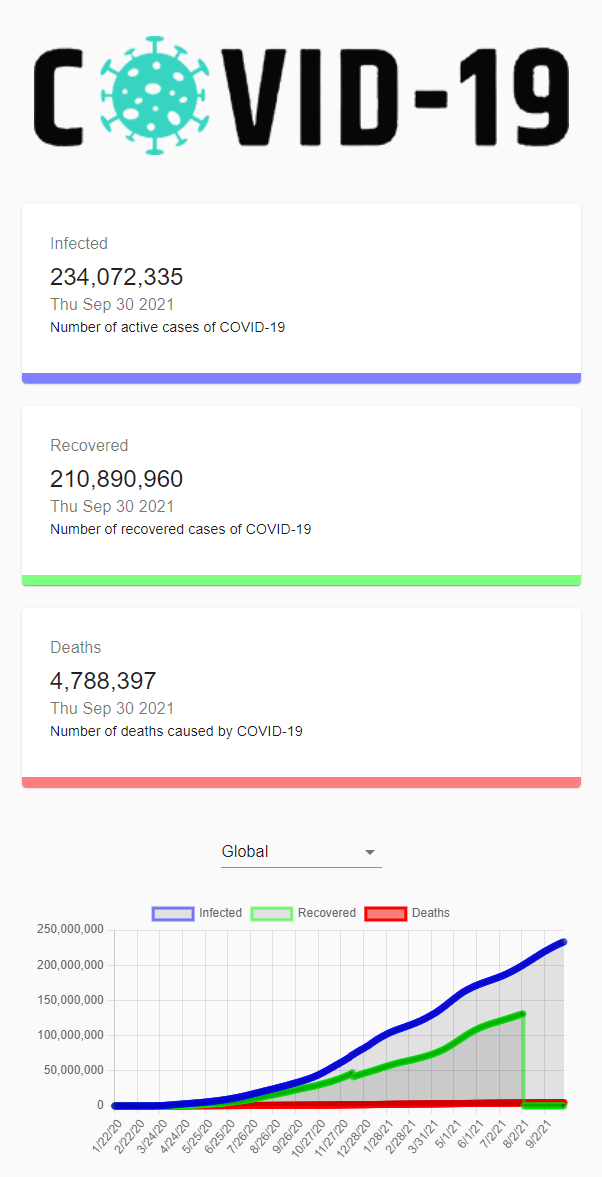 COVID-19
Infected
234,072,335
Thu Sep 30 2021
Number of active cases of COVID-19
Recovered
210,890,960
Thu Sep 30 2021
Number of recovered cases of COVID-19
Deaths
4,788,397
Thu Sep 30 2021
Number of deaths caused by COVID-19
Global
Infected Recovered Deaths
250,000,000
200,000,000
150,000,000
100,000,000
50,000,000
0
1/22/20 2/22/20 3/24/20 4/24/20 5/25/20 6/25/20 7/26/20 8/26/20 9/26/20 10/27/20 11/27/20 12/28/20 1/28/21 2/28/21 3/31/21 5/1/21 6/1/21 7/2/21 8/2/21 9/2/21